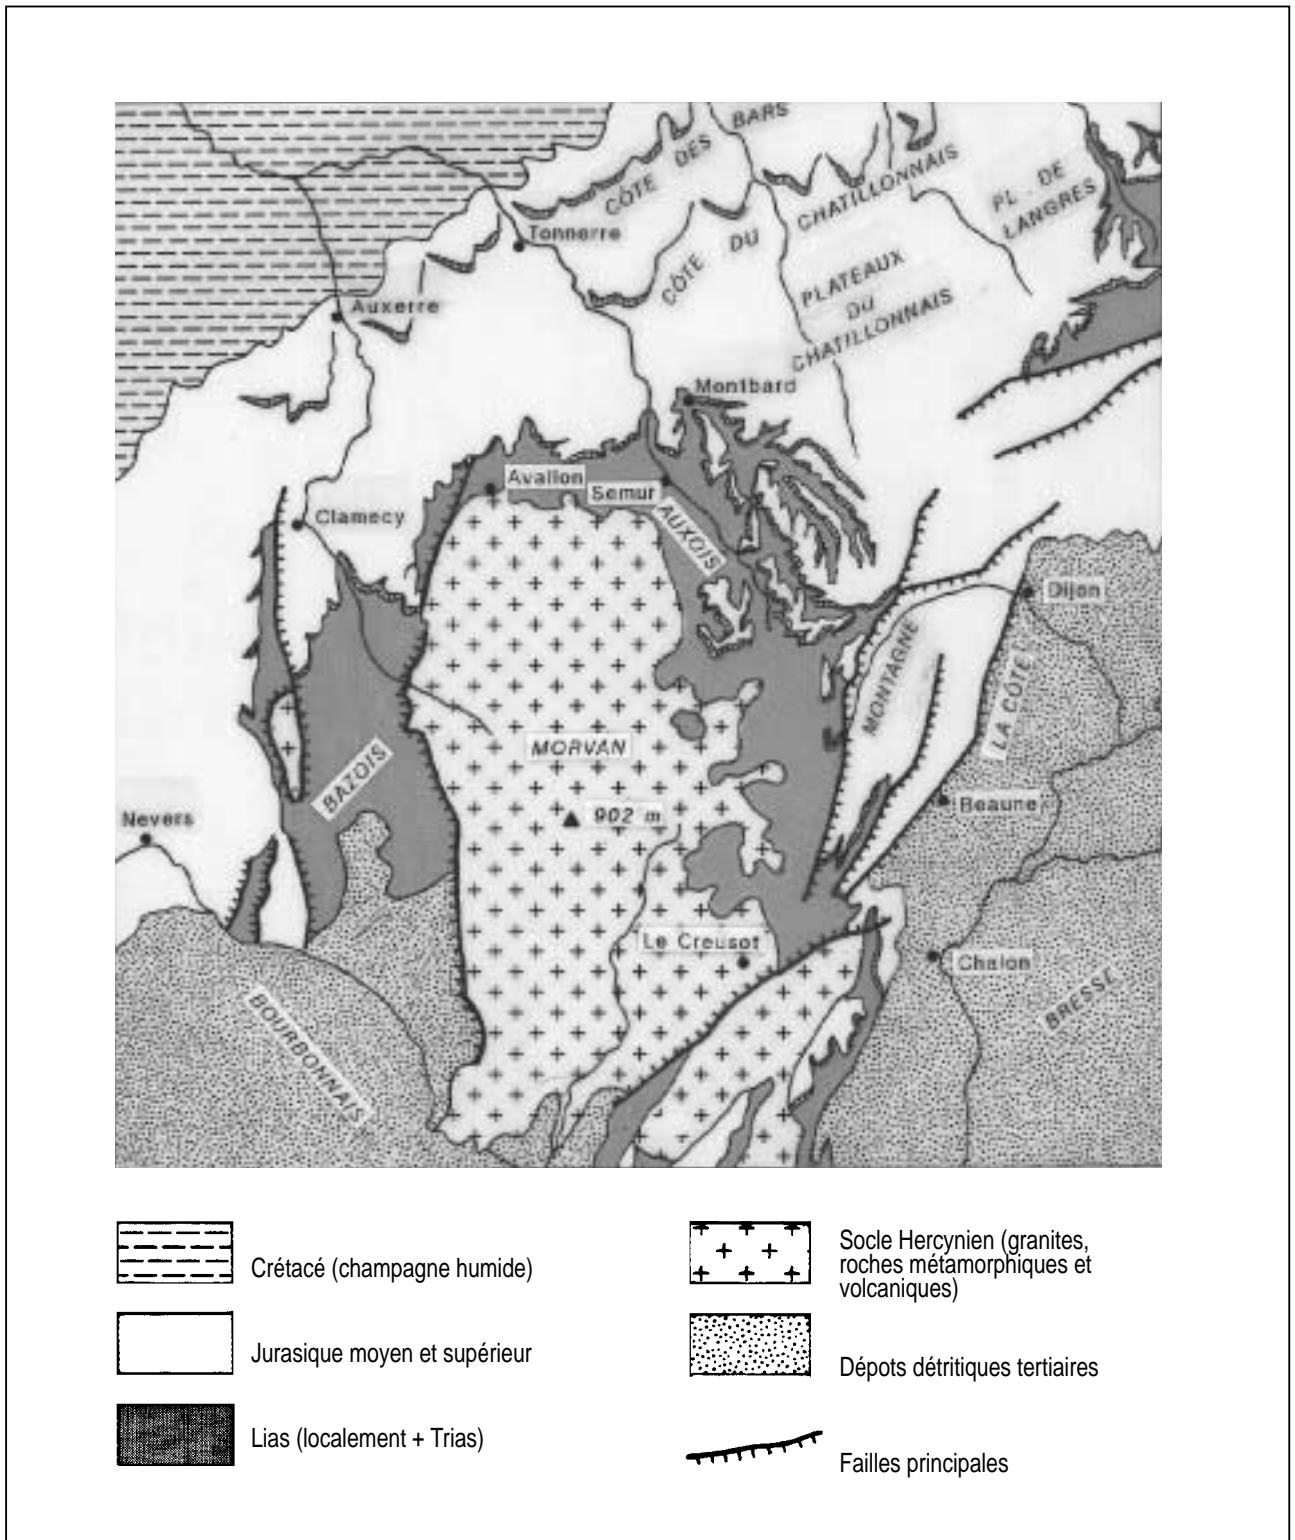 BARS
DES
CÔTE
CHATILLONNAIS
PL. DE
LANGRES
Tonnerre
CÔTE
DU
PLATEAUX
DU
CHATILLONNAIS
Auxerre
Montbard
Avallon
Semur
AUXOIS
Clamecy
Dijon
MONTAGNE
LA CÔTE
MORVAN
BAZOIS
902 m
Beaune
Nevers
Le Creusot
Chalon
BRESSE
BOURBONNAIS
Crétacé (champagne humide)
Jurasique moyen et supérieur
Lias (localement + Trias)
Socle Hercynien (granites,
roches métamorphiques et
volcaniques)
Dépots détritiques tertiaires
Failles principales